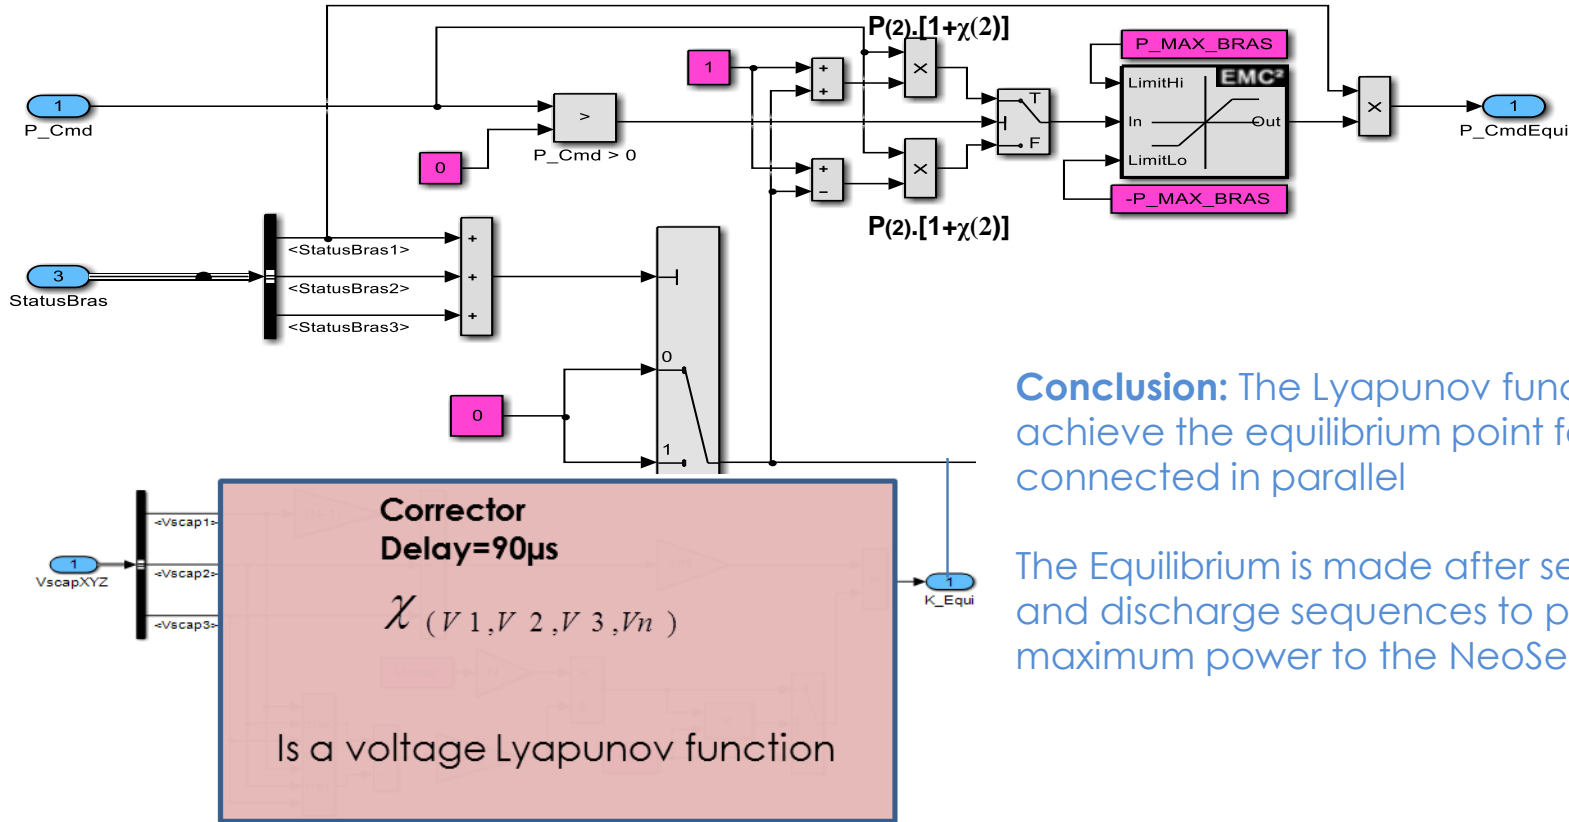 P(2).[1+χ(2)]
P_MAX_BRAS
1
EMC²
LimitHi
+
+
×
T
1
P_Cmd
>
P_Cmd > 0
0
In
Out
×
1
P_CmdEqui
F
LimitLo
+
−
×
-P_MAX_BRAS
P(2).[1+χ(2)]
<StatusBras1>
+
3
StatusBras
<StatusBras2>
+
<StatusBras3>
+
0
0
1
Conclusion: The Lyapunov func
achieve the equilibrium point f
connected in parallel
The Equilibrium is made after se
and discharge sequences to p
maximum power to the NeoSe
<Vscap1>
1
VscapXYZ
<Vscap2>
<Vscap3>
Corrector
Delay=90µs
χ (V 1,V 2 ,V 3 ,Vn )
Is a voltage Lyapunov function
1
K_Equi